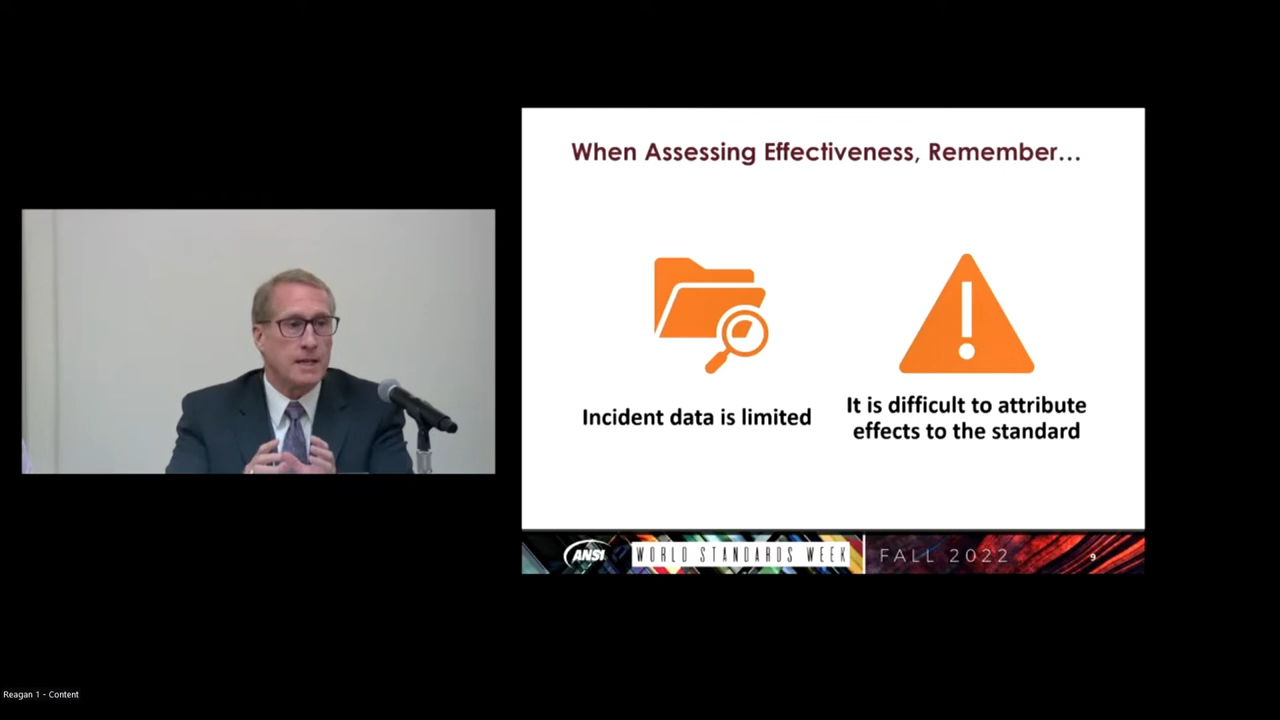 When Assessing Effectiveness, Remember…
Incident data is limited
It is difficult to attribute
effects to the standard
ANSI
WORLD STANDARDS WEEK
FALL 2022
9
Reagan 1 - Content